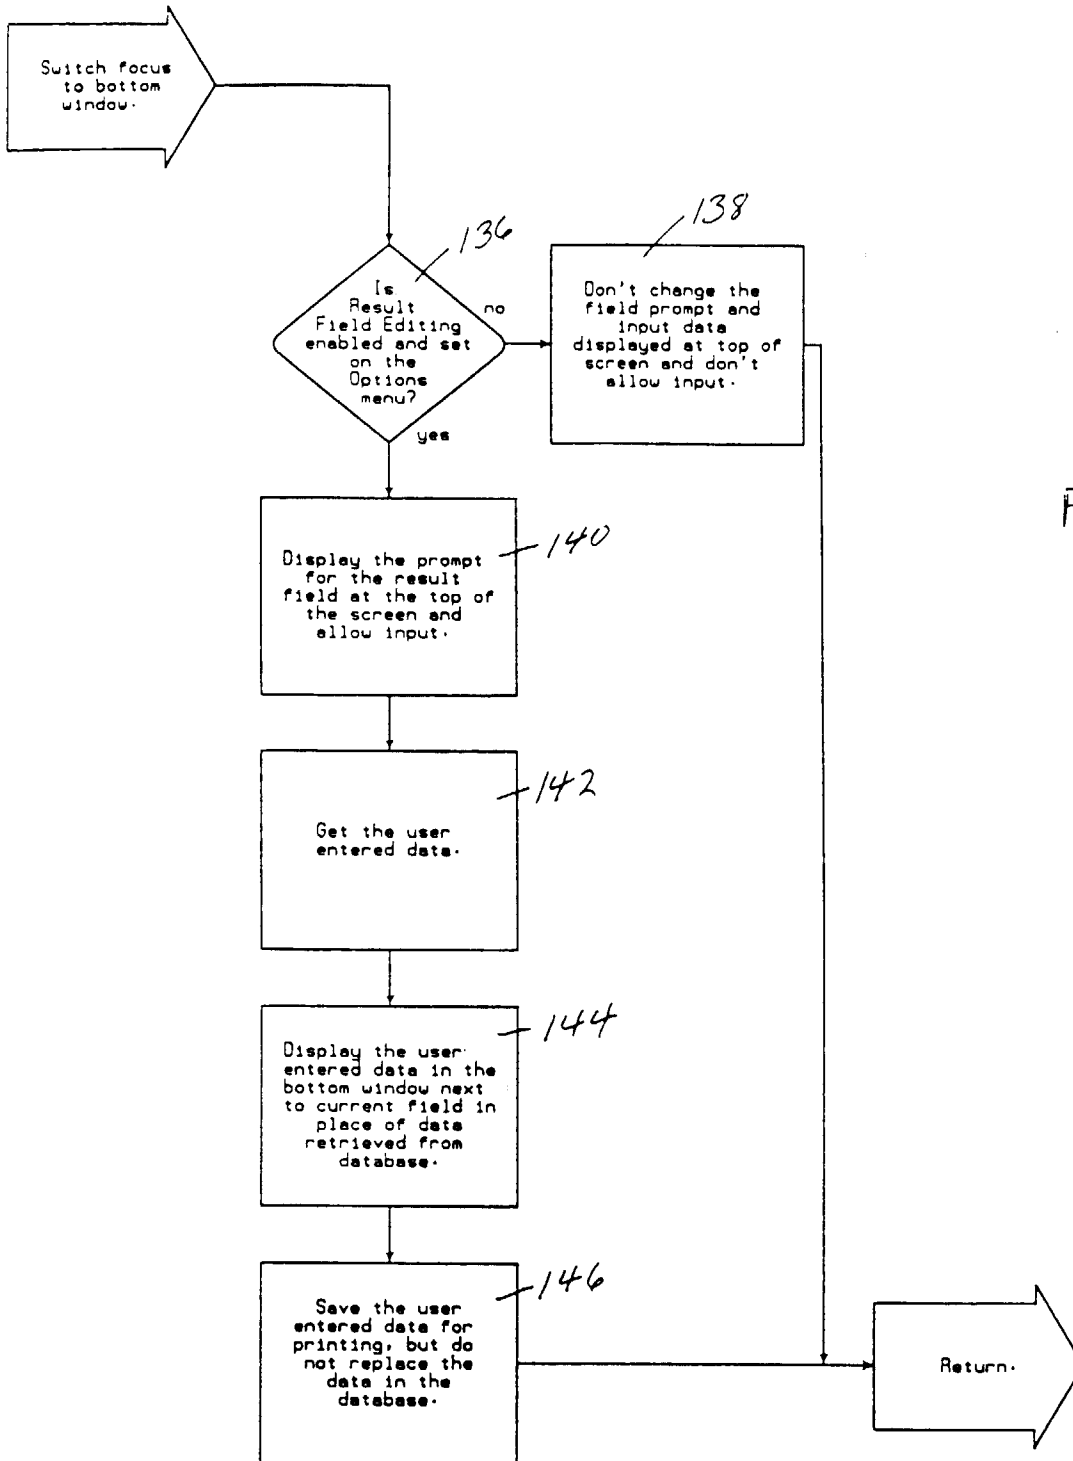 Switch focus
to bottom
window.
136
Is
Result
Field Editing
enabled and set
on the
Options
menu?
no
yes
138
Don't change the
field prompt and
input data
displayed at top of
screen and don't
allow input.
140
Display the prompt
for the result
field at the top of
the screen and
allow input.
142
Get the user
entered data.
144
Display the user
entered data in the
bottom window next
to current field in
place of data
retrieved from
database.
146
Save the user
entered data for
printing, but do
not replace the
data in the
database.
Return.